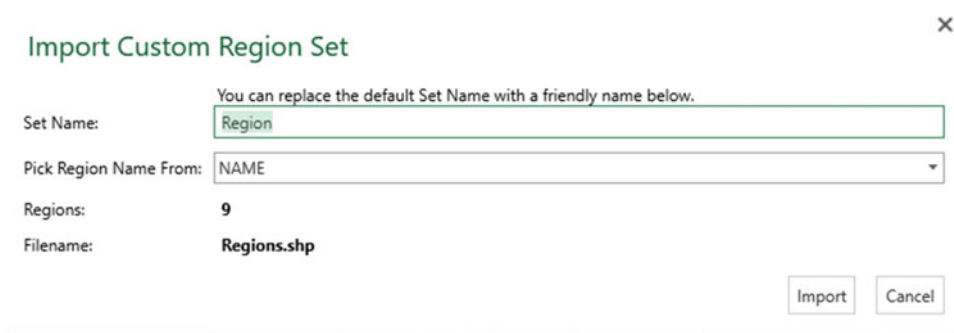 Import Custom Region Set
You can replace the default Set Name with a friendly name below.
Set Name: Region
Pick Region Name From: NAME
Regions: 9
Filename: Regions.shp
Import Cancel